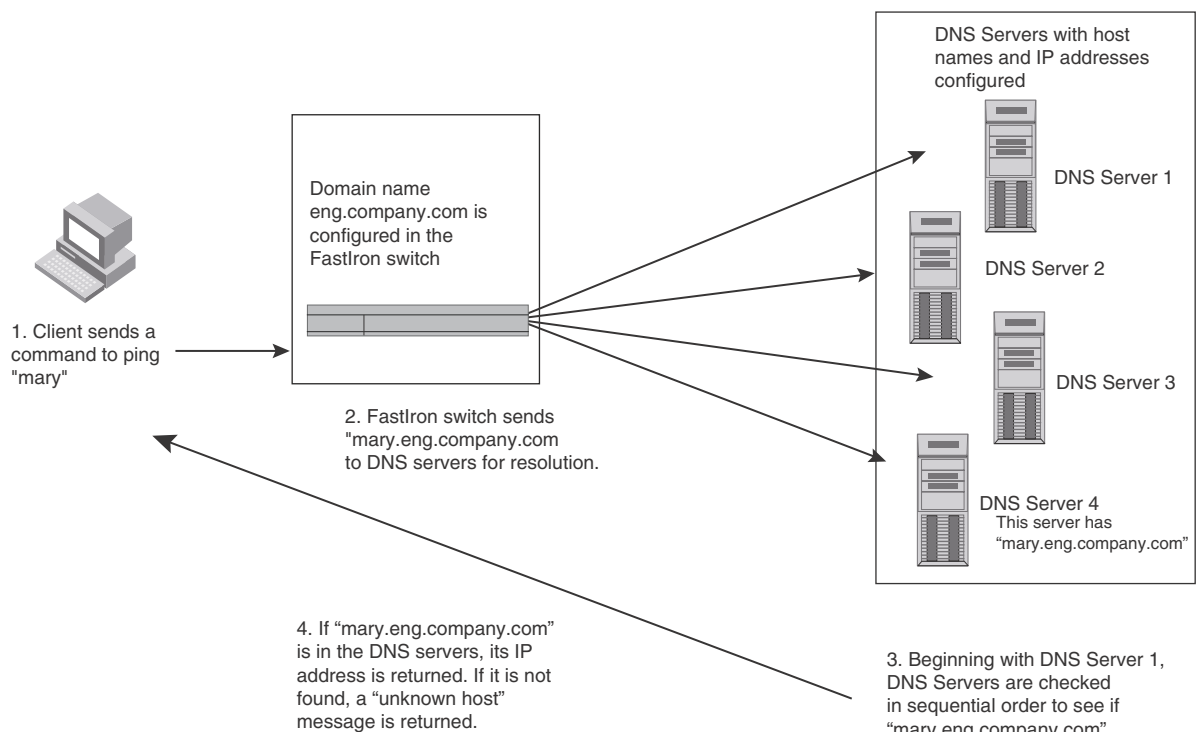 DNS Servers with host
names and IP addresses
configured
Domain name
eng.company.com is
configured in the
FastIron switch
DNS Server 1
DNS Server 2
1. Client sends a
command to ping
"mary"
DNS Server 3
2. FastIron switch sends
"mary.eng.company.com
to DNS servers for resolution.
DNS Server 4
This server has
“mary.eng.company.com”
4. If “mary.eng.company.com”
is in the DNS servers, its IP
address is returned. If it is not
found, a “unknown host”
message is returned.
3. Beginning with DNS Server 1,
DNS Servers are checked
in sequential order to see if
“mary.eng.company.com”